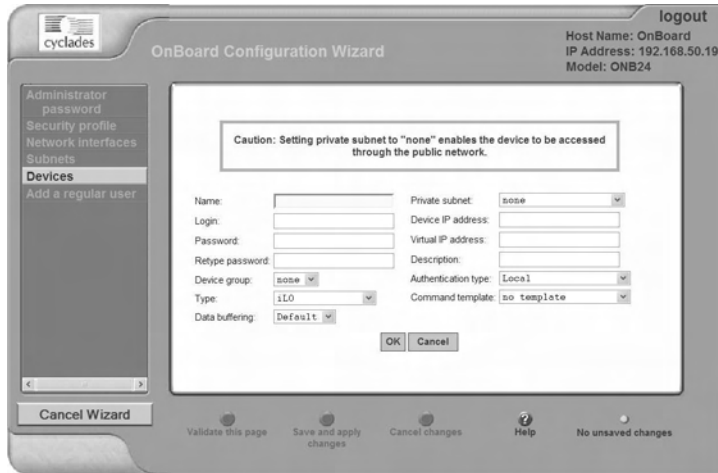 cyclades
OnBoard Configuration Wizard
logout
Host Name: OnBoard
IP Address: 192.168.50.19
Model: ONB24
Administrator
password
Security profile
Network interfaces
Subnets
Devices
Add a regular user
Cancel Wizard
Caution: Setting private subnet to "none" enables the device to be accessed
through the public network.
Name:
Login:
Password:
Retype password:
Device group: none
Type: iLO
Data buffering: Default
Private subnet: none
Device IP address:
Virtual IP address:
Description:
Authentication type: Local
Command template: no template
OK Cancel
Validate this page
Save and apply
changes
Cancel changes
Help
No unsaved changes